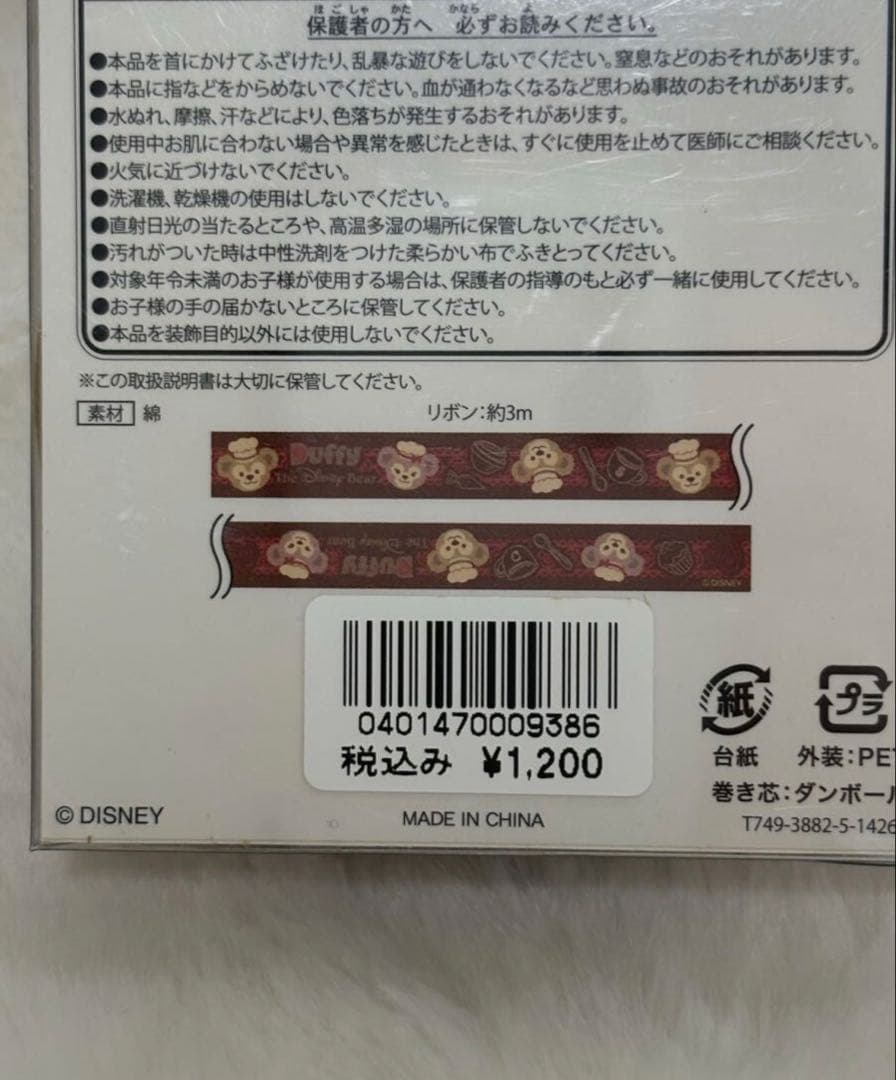 保護者の方へ 必ずお読みください。
●本品を首にかけてふざけたり、乱暴な遊びをしないでください。窒息などのおそれがあります。
●本品に指などをからめないでください。血が通わなくなるなど思わぬ事故のおそれがあります。
●水ぬれ、摩擦、汗などにより、色落ちが発生するおそれがあります。
●使用中お肌に合わない場合や異常を感じたときは、すぐに使用を止めて医師にご相談ください。
●火気に近づけないでください。
●洗濯機、乾燥機の使用はしないでください。
●直射日光の当たるところや、高温多湿の場所に保管しないでください。
●汚れがついた時は中性洗剤をつけた柔らかい布でふきとってください。
●対象年令未満のお子様が使用する場合は、保護者の指導のもと必ず一緒に使用してください。
●お子様の手の届かないところに保管してください。
●本品を装飾目的以外には使用しないでください。
※この取扱説明書は大切に保管してください。
素材 綿 リボン:約3m
Duffy
The Disney Bear
The Disney Bear
Duffy
©DISNEY
0401470009386
税込み ¥1,200
紙 プラ
台紙 外装:PET
巻き芯:ダンボール
© DISNEY MADE IN CHINA T749-3882-5-1426